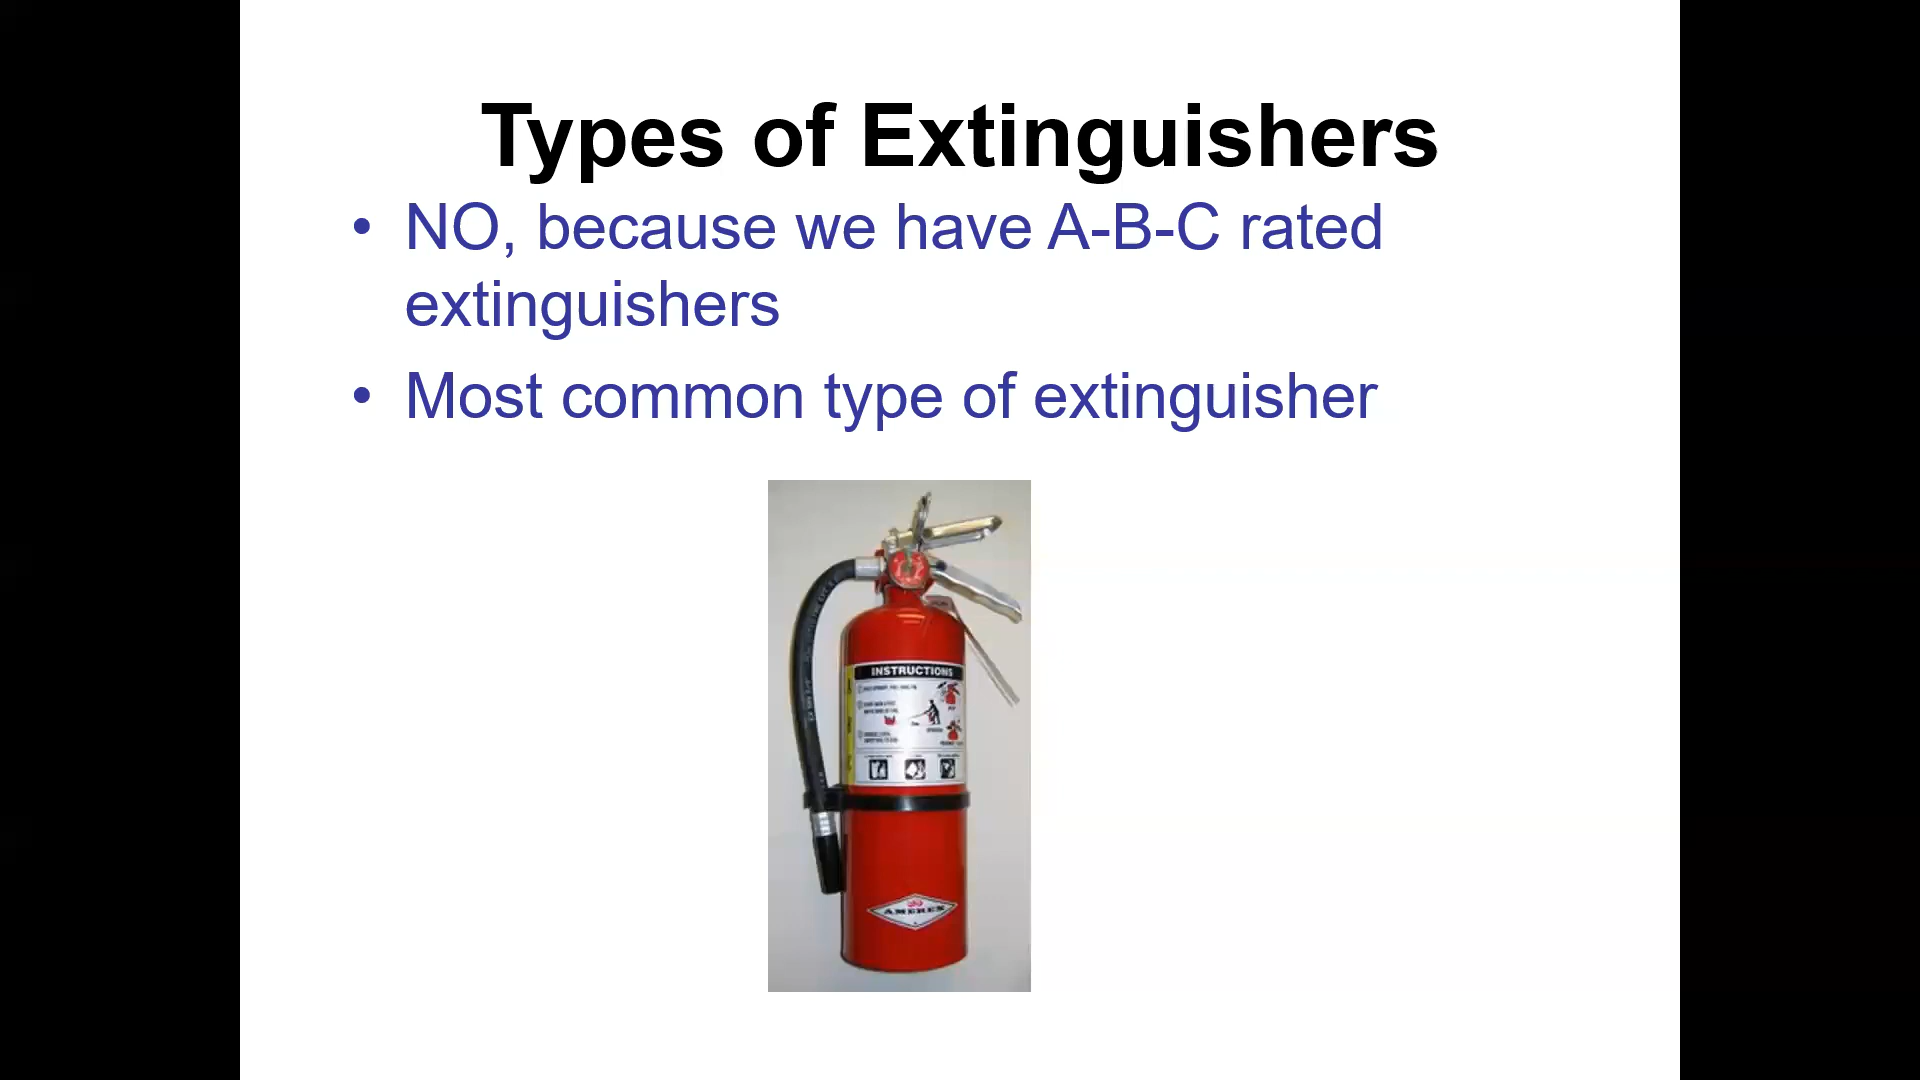 Types of Extinguishers
• NO, because we have A-B-C rated
extinguishers
• Most common type of extinguisher
INSTRUCTIONS
AMEREX